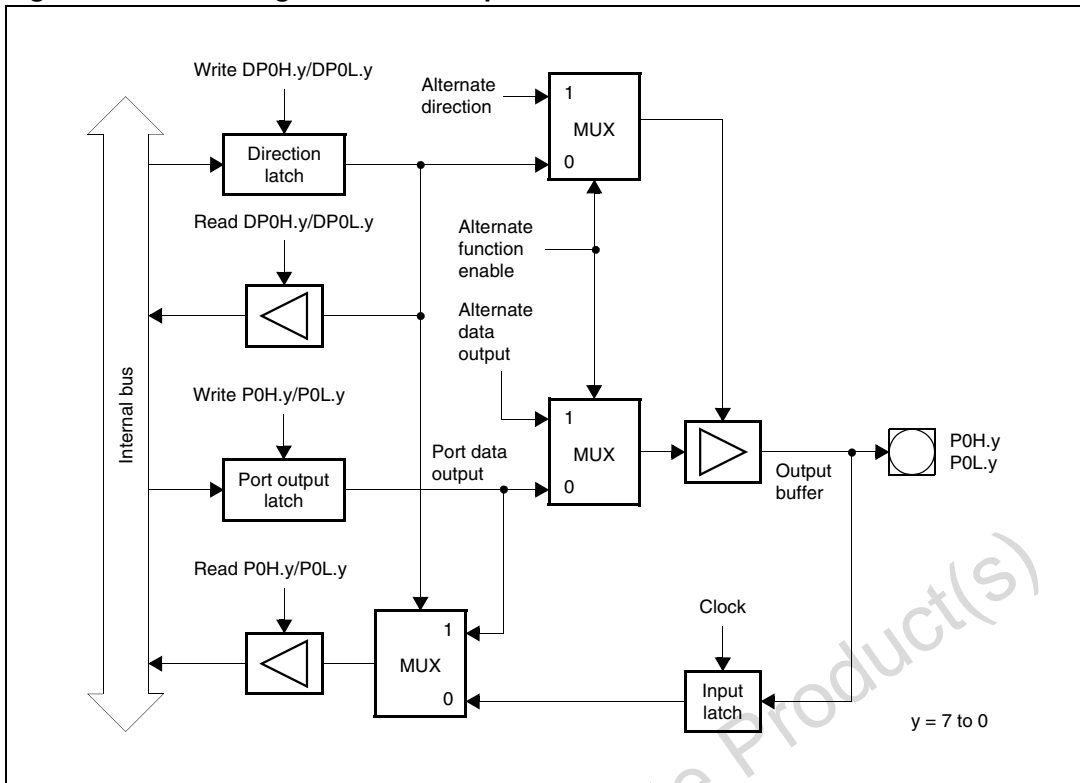 Write DP0H.y/DP0L.y
Alternate
direction
1
MUX
0
Direction
latch
Read DP0H.y/DP0L.y
Alternate
function
enable
Alternate
data
output
Internal bus
Write P0H.y/P0L.y
1
MUX
0
Port data
output
Port output
latch
Output
buffer
P0H.y
P0L.y
Read P0H.y/P0L.y
1
MUX
0
Clock
Input
latch
y = 7 to 0
Product(s)